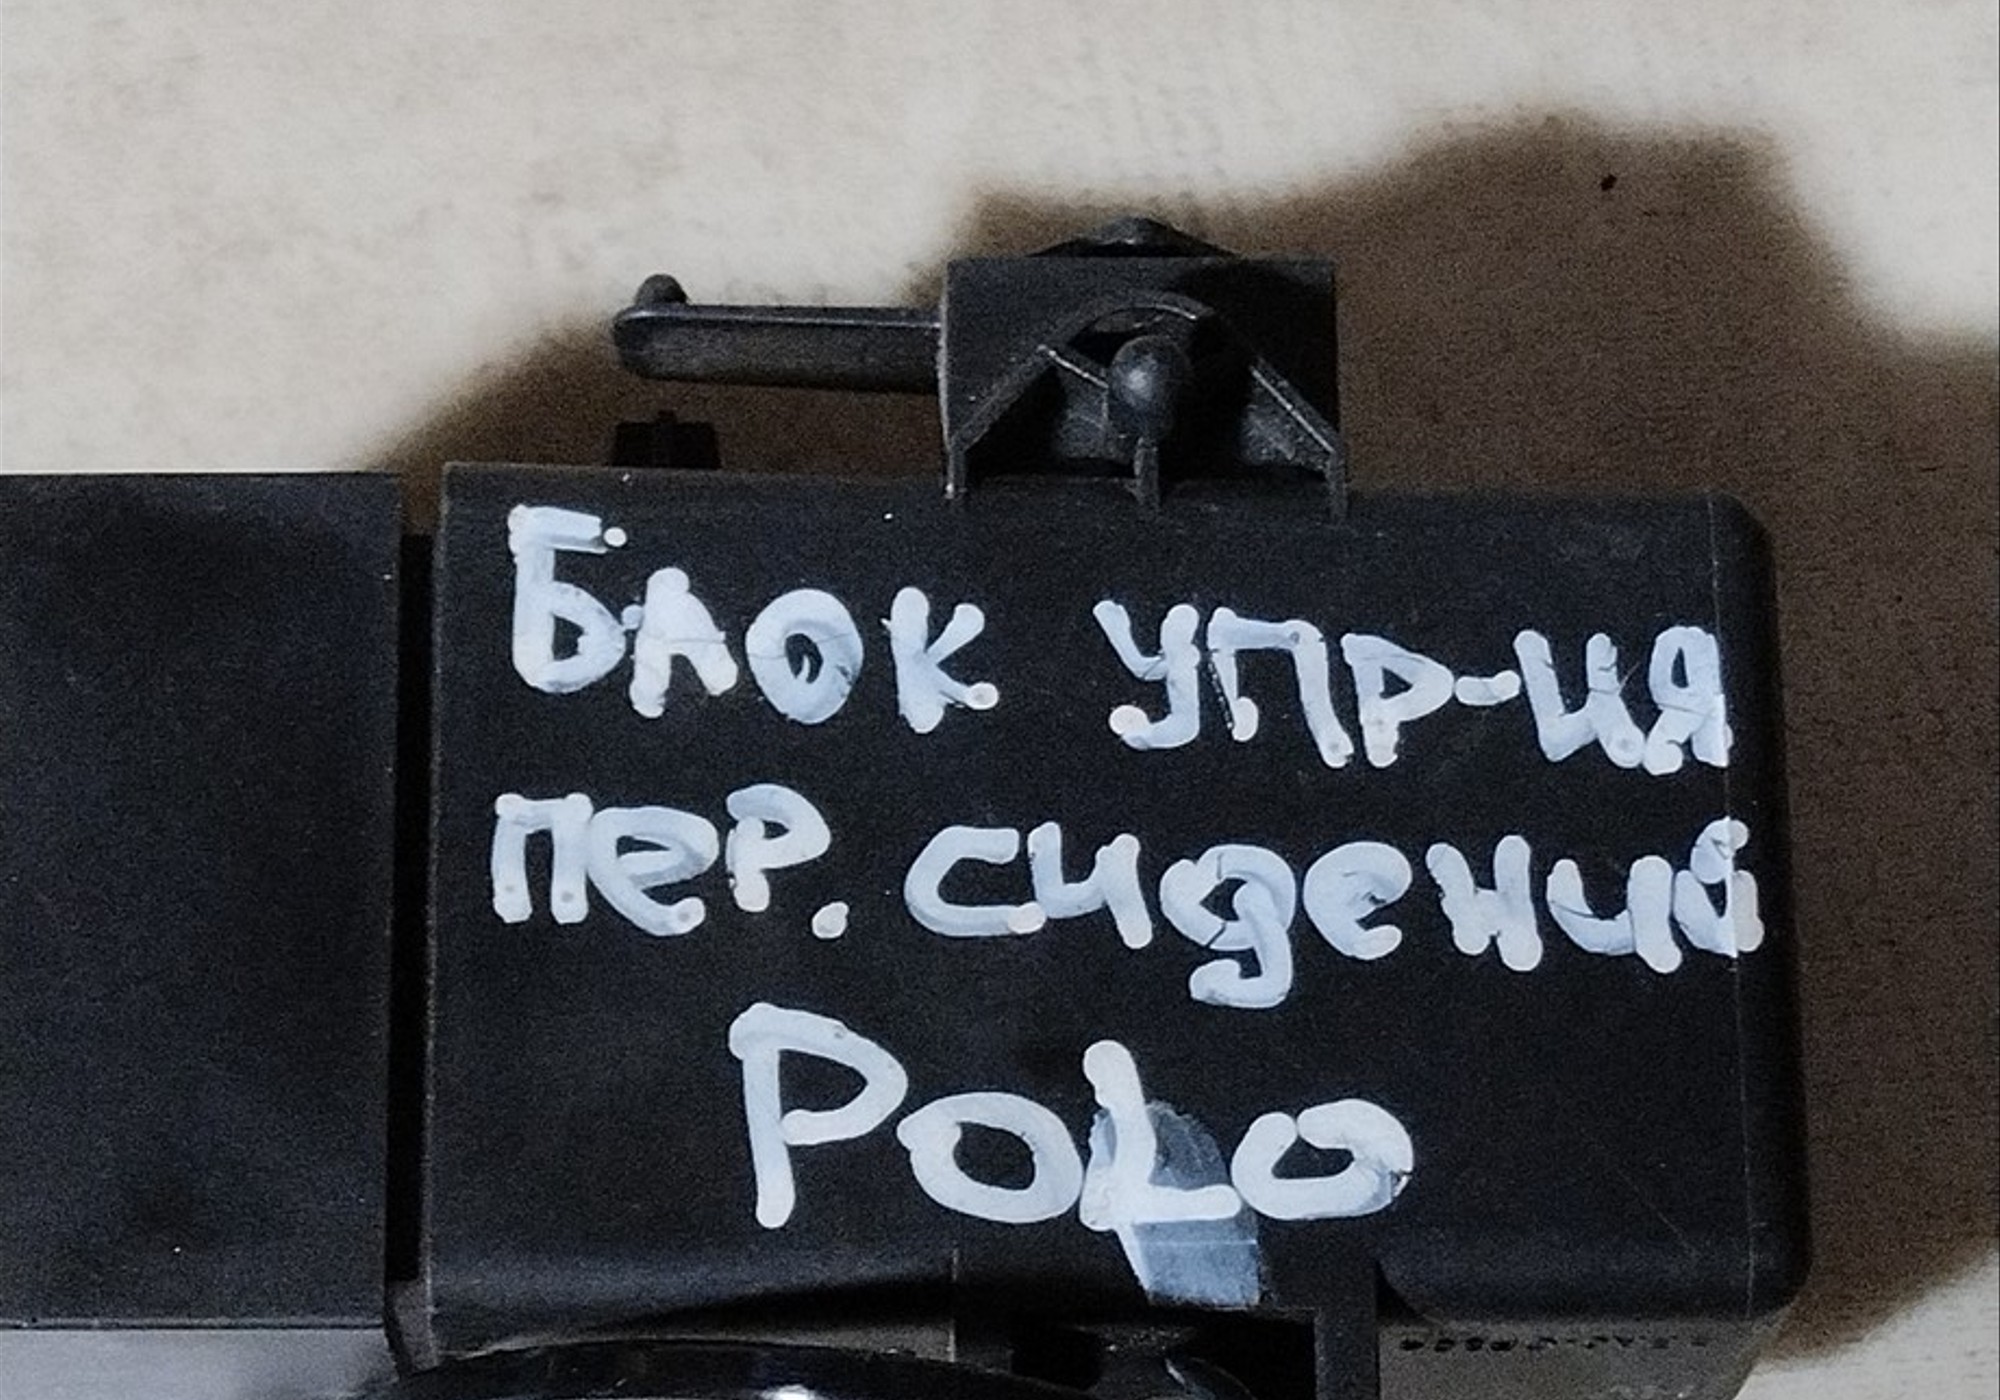 Блок упр-ия
пер. сидений
PoLo